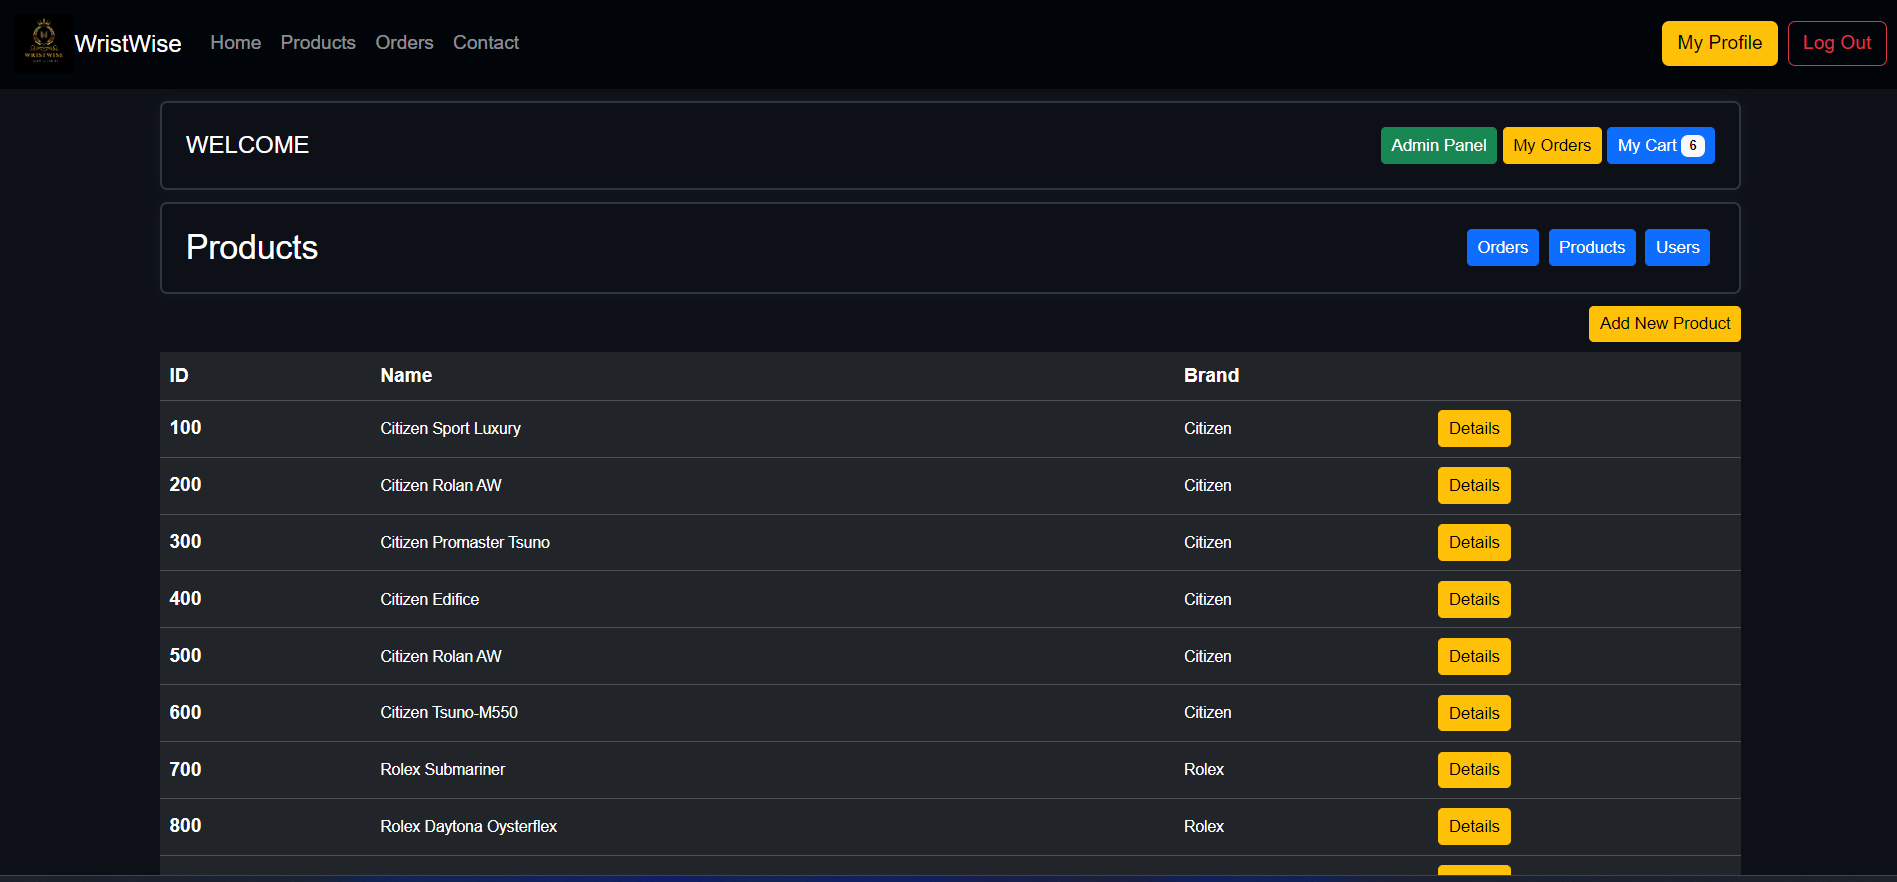 WRISTWISE
WristWise Home Products Orders Contact My Profile Log Out
WELCOME Admin Panel My Orders My Cart 6
Products Orders Products Users
Add New Product
ID Name Brand
100 Citizen Sport Luxury Citizen Details
200 Citizen Rolan AW Citizen Details
300 Citizen Promaster Tsuno Citizen Details
400 Citizen Edifice Citizen Details
500 Citizen Rolan AW Citizen Details
600 Citizen Tsuno-M550 Citizen Details
700 Rolex Submariner Rolex Details
800 Rolex Daytona Oysterflex Rolex Details